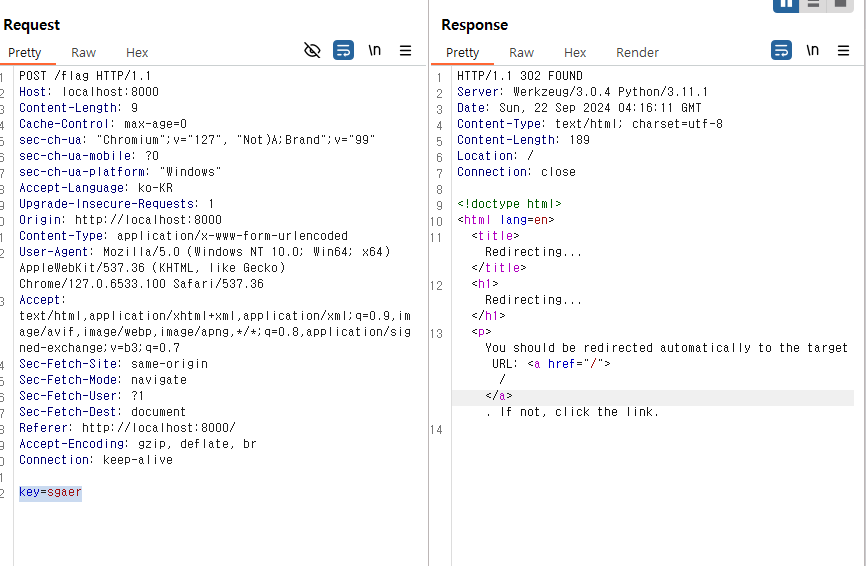 Request
Pretty Raw Hex
\n
1 POST /flag HTTP/1.1
2 Host: localhost:8000
3 Content-Length: 9
4 Cache-Control: max-age=0
5 sec-ch-ua: "Chromium";v="127", "Not)A;Brand";v="99"
6 sec-ch-ua-mobile: ?0
7 sec-ch-ua-platform: "Windows"
8 Accept-Language: ko-KR
9 Upgrade-Insecure-Requests: 1
0 Origin: http://localhost:8000
1 Content-Type: application/x-www-form-urlencoded
2 User-Agent: Mozilla/5.0 (Windows NT 10.0; Win64; x64)
AppleWebKit/537.36 (KHTML, like Gecko)
Chrome/127.0.6533.100 Safari/537.36
3 Accept:
text/html,application/xhtml+xml,application/xml;q=0.9,im
age/avif,image/webp,image/apng,*/*;q=0.8,application/sig
ned-exchange;v=b3;q=0.7
4 Sec-Fetch-Site: same-origin
5 Sec-Fetch-Mode: navigate
6 Sec-Fetch-User: ?1
7 Sec-Fetch-Dest: document
8 Referer: http://localhost:8000/
9 Accept-Encoding: gzip, deflate, br
0 Connection: keep-alive
1
2 key=sgaer
Response
Pretty Raw Hex Render
\n
1 HTTP/1.1 302 FOUND
2 Server: Werkzeug/3.0.4 Python/3.11.1
3 Date: Sun, 22 Sep 2024 04:16:11 GMT
4 Content-Type: text/html; charset=utf-8
5 Content-Length: 189
6 Location: /
7 Connection: close
8
9 <!doctype html>
10 <html lang=en>
11 <title>
Redirecting...
</title>
12 <h1>
Redirecting...
</h1>
13 <p>
You should be redirected automatically to the target
URL: <a href="/">
/
</a>
. If not, click the link.
14